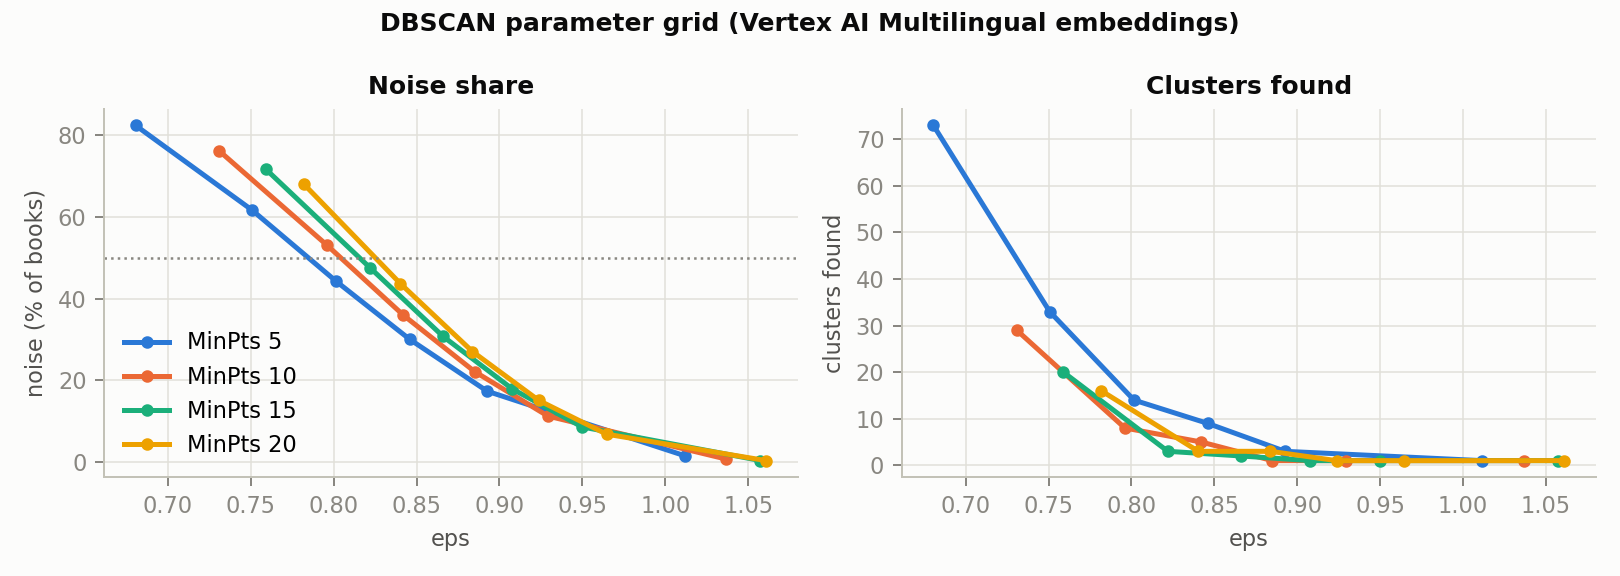 DBSCAN parameter grid (Vertex AI Multilingual embeddings)
Noise share
noise (% of books)
80
60
40
20
0
MinPts 5
MinPts 10
MinPts 15
MinPts 20
0.70 0.75 0.80 0.85 0.90 0.95 1.00 1.05
eps
Clusters found
clusters found
70
60
50
40
30
20
10
0
0.70 0.75 0.80 0.85 0.90 0.95 1.00 1.05
eps